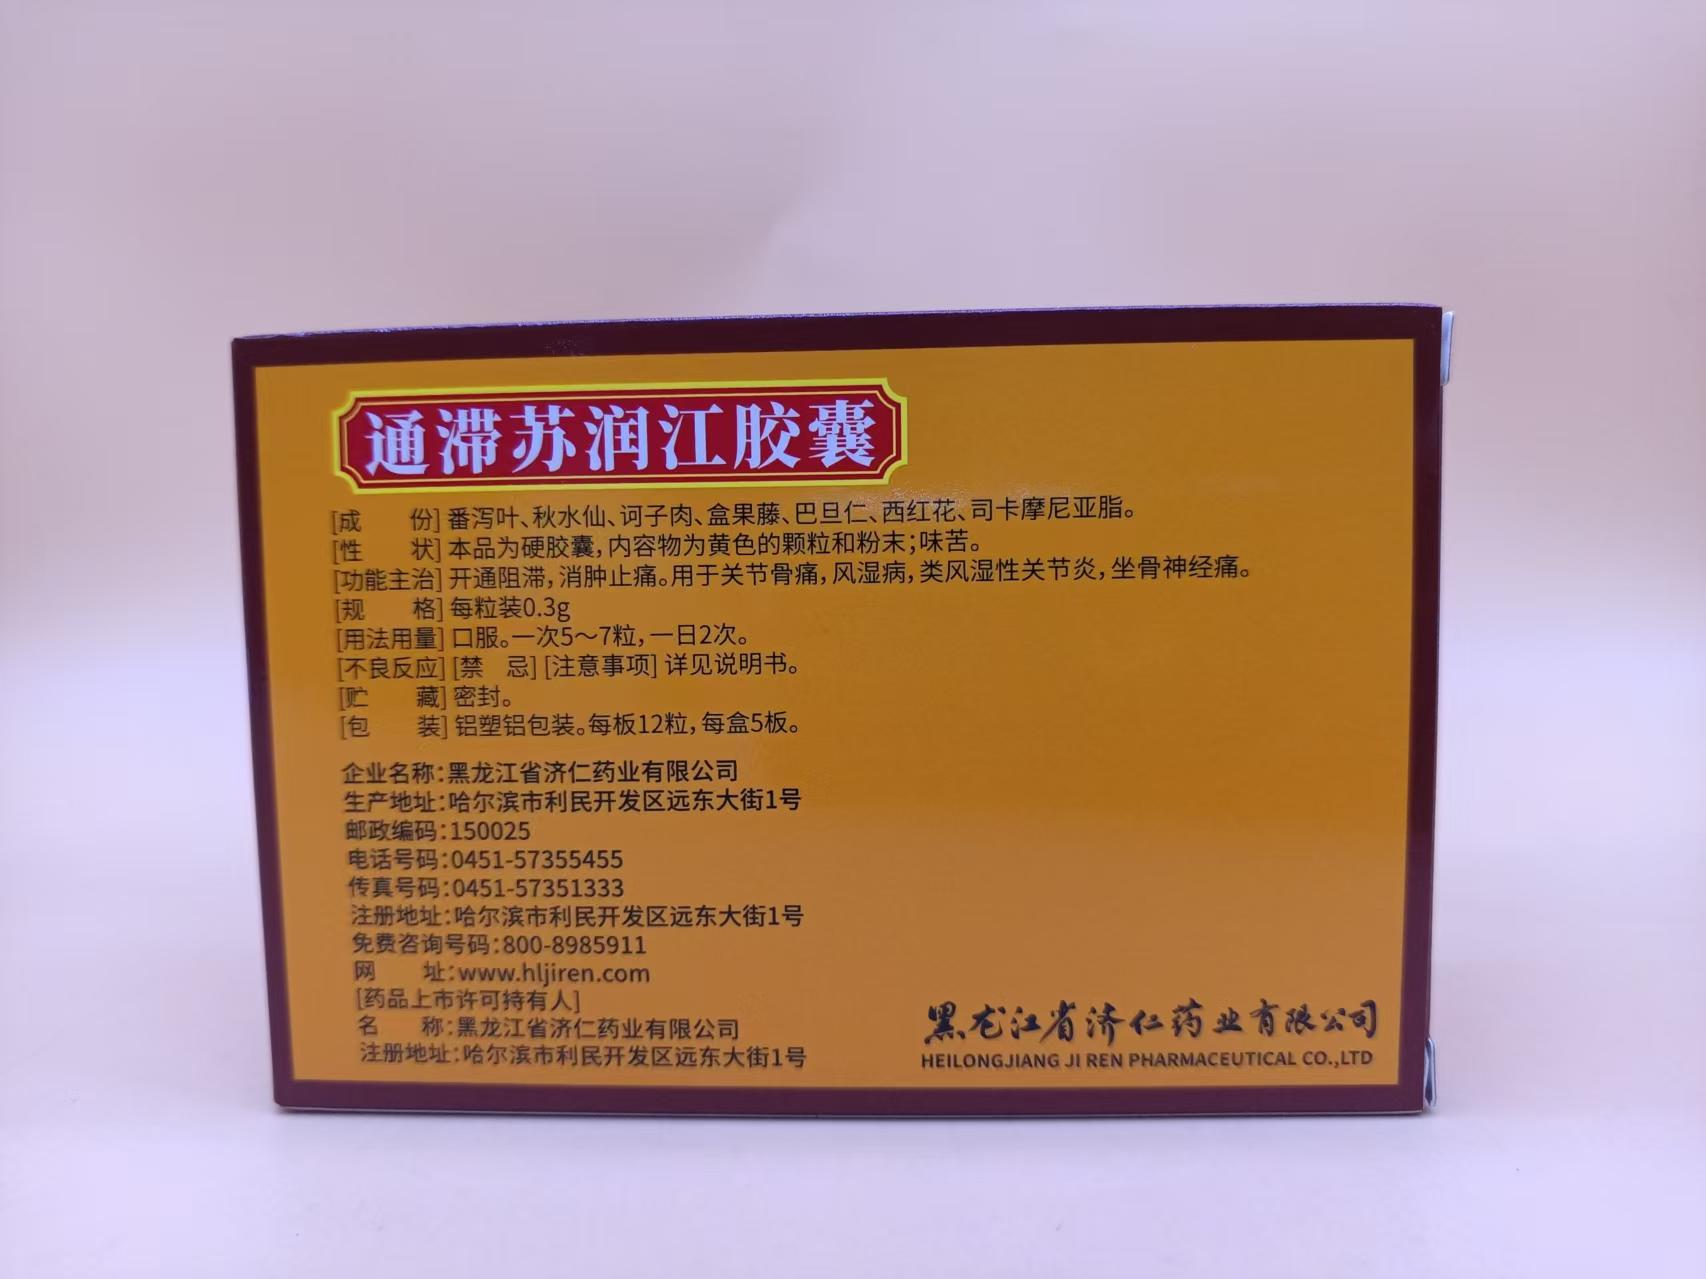 通滞苏润江胶囊
[成 份] 番泻叶、秋水仙、诃子肉、盒果藤、巴旦仁、西红花、司卡摩尼亚脂。
[性 状] 本品为硬胶囊，内容物为黄色的颗粒和粉末；味苦。
[功能主治] 开通阻滞，消肿止痛。用于关节骨痛，风湿病，类风湿性关节炎，坐骨神经痛。
[规 格] 每粒装0.3g
[用法用量] 口服。一次5～7粒，一日2次。
[不良反应] [禁 忌] [注意事项] 详见说明书。
[贮 藏] 密封。
[包 装] 铝塑铝包装。每板12粒，每盒5板。
企业名称：黑龙江省济仁药业有限公司
生产地址：哈尔滨市利民开发区远东大街1号
邮政编码：150025
电话号码：0451-57355455
传真号码：0451-57351333
注册地址：哈尔滨市利民开发区远东大街1号
免费咨询号码：800-8985911
网 址：www.hljiren.com
[药品上市许可持有人]
名 称：黑龙江省济仁药业有限公司
注册地址：哈尔滨市利民开发区远东大街1号
黑龙江省济仁药业有限公司
HEILONGJIANG JI REN PHARMACEUTICAL CO.,LTD